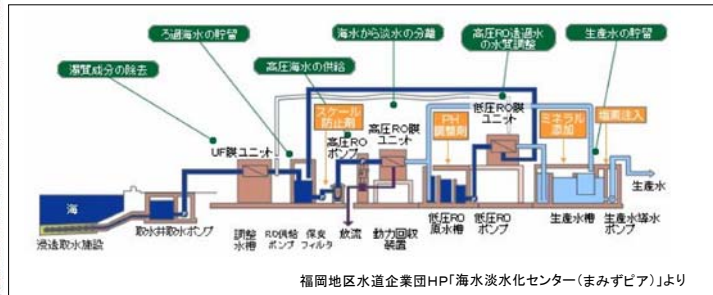 ろ過海水の貯留
海水から淡水の分離
高圧RO透過水
の水質調整
生産水の貯留
濁質成分の除去
高圧海水の供給
スケール
防止剤
高圧RO
ポンプ
高圧RO膜
ユニット
PH
調整剤
低圧RO膜
ユニット
ミネラル
添加
塩素注入
UF膜ユニット
海
生産水
浸透取水施設
取水井取水ポンプ
調整
水槽
RO供給
ポンプ
保安
フィルタ
放流
動力回収
装置
低圧RO
原水槽
低圧RO
ポンプ
生産水槽
生産水導水
ポンプ
福岡地区水道企業団HP「海水淡水化センター(まみずピア)」より